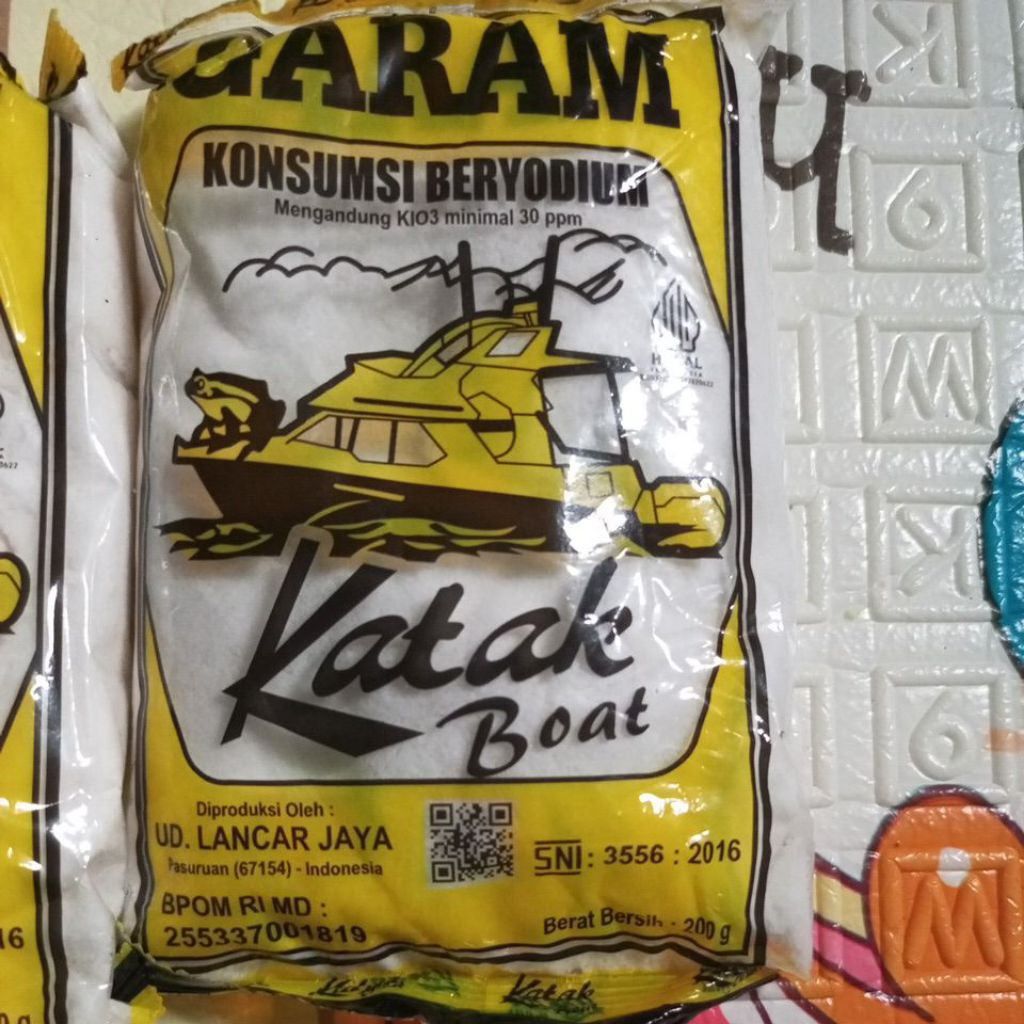 GARAM
KONSUMSI BERYODIUM
Mengandung KIO3 minimal 30 ppm
Katak
Boat
Diproduksi Oleh :
UD. LANCAR JAYA
Pasuruan (67154) - Indonesia
SNI : 3556 : 2016
BPOM RI MD :
255337001819
Berat Bersih - 200 g
Katak